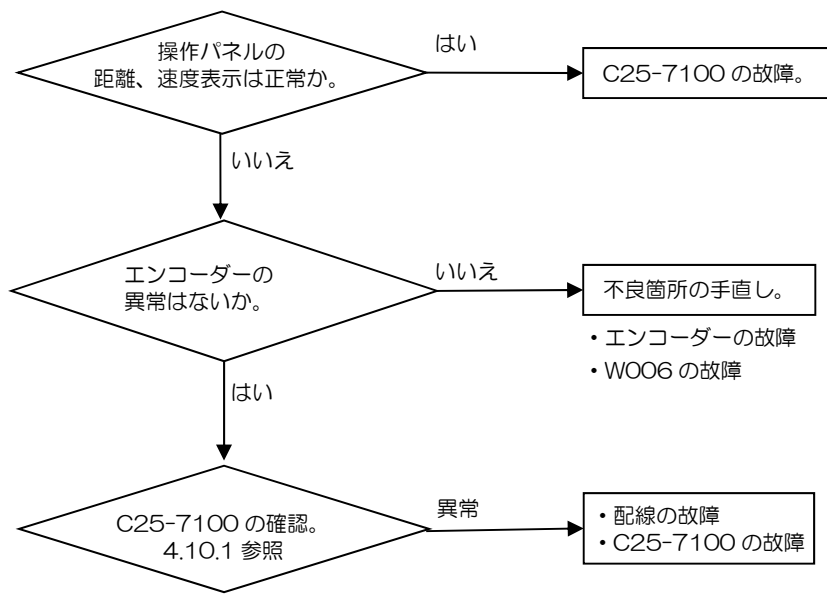 操作パネルの
距離、速度表示は正常か。
はい
C25-7100 の故障。
いいえ
エンコーダーの
異常はないか。
いいえ
不良箇所の手直し。
・エンコーダーの故障
・W006 の故障
はい
C25-7100 の確認。
4.10.1 参照
異常
・配線の故障
・C25-7100 の故障